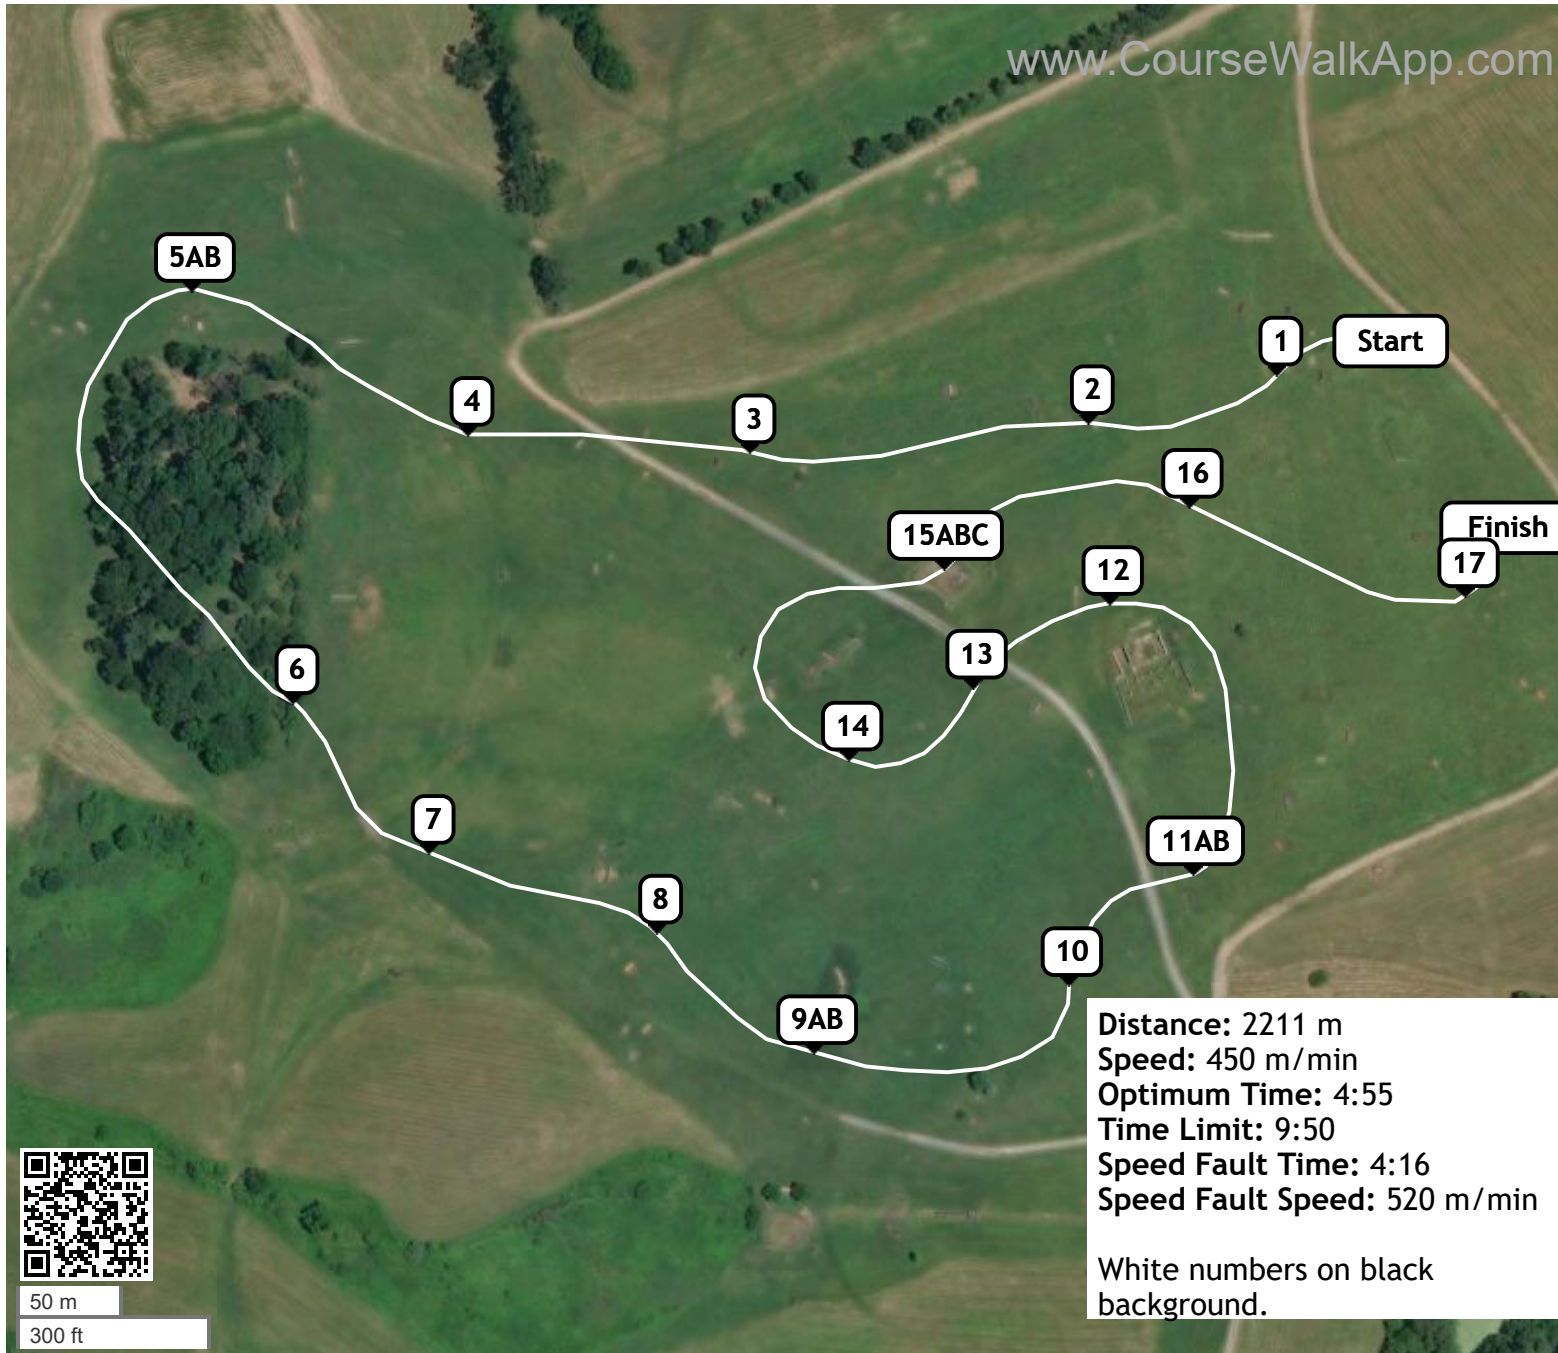 www.CourseWalkApp.com
5AB
1
Start
4
3
2
16
15ABC
Finish
17
12
13
6
14
7
11AB
8
10
9AB
Distance: 2211 m
Speed: 450 m/min
Optimum Time: 4:55
Time Limit: 9:50
Speed Fault Time: 4:16
Speed Fault Speed: 520 m/min
White numbers on black
background.
50 m
300 ft